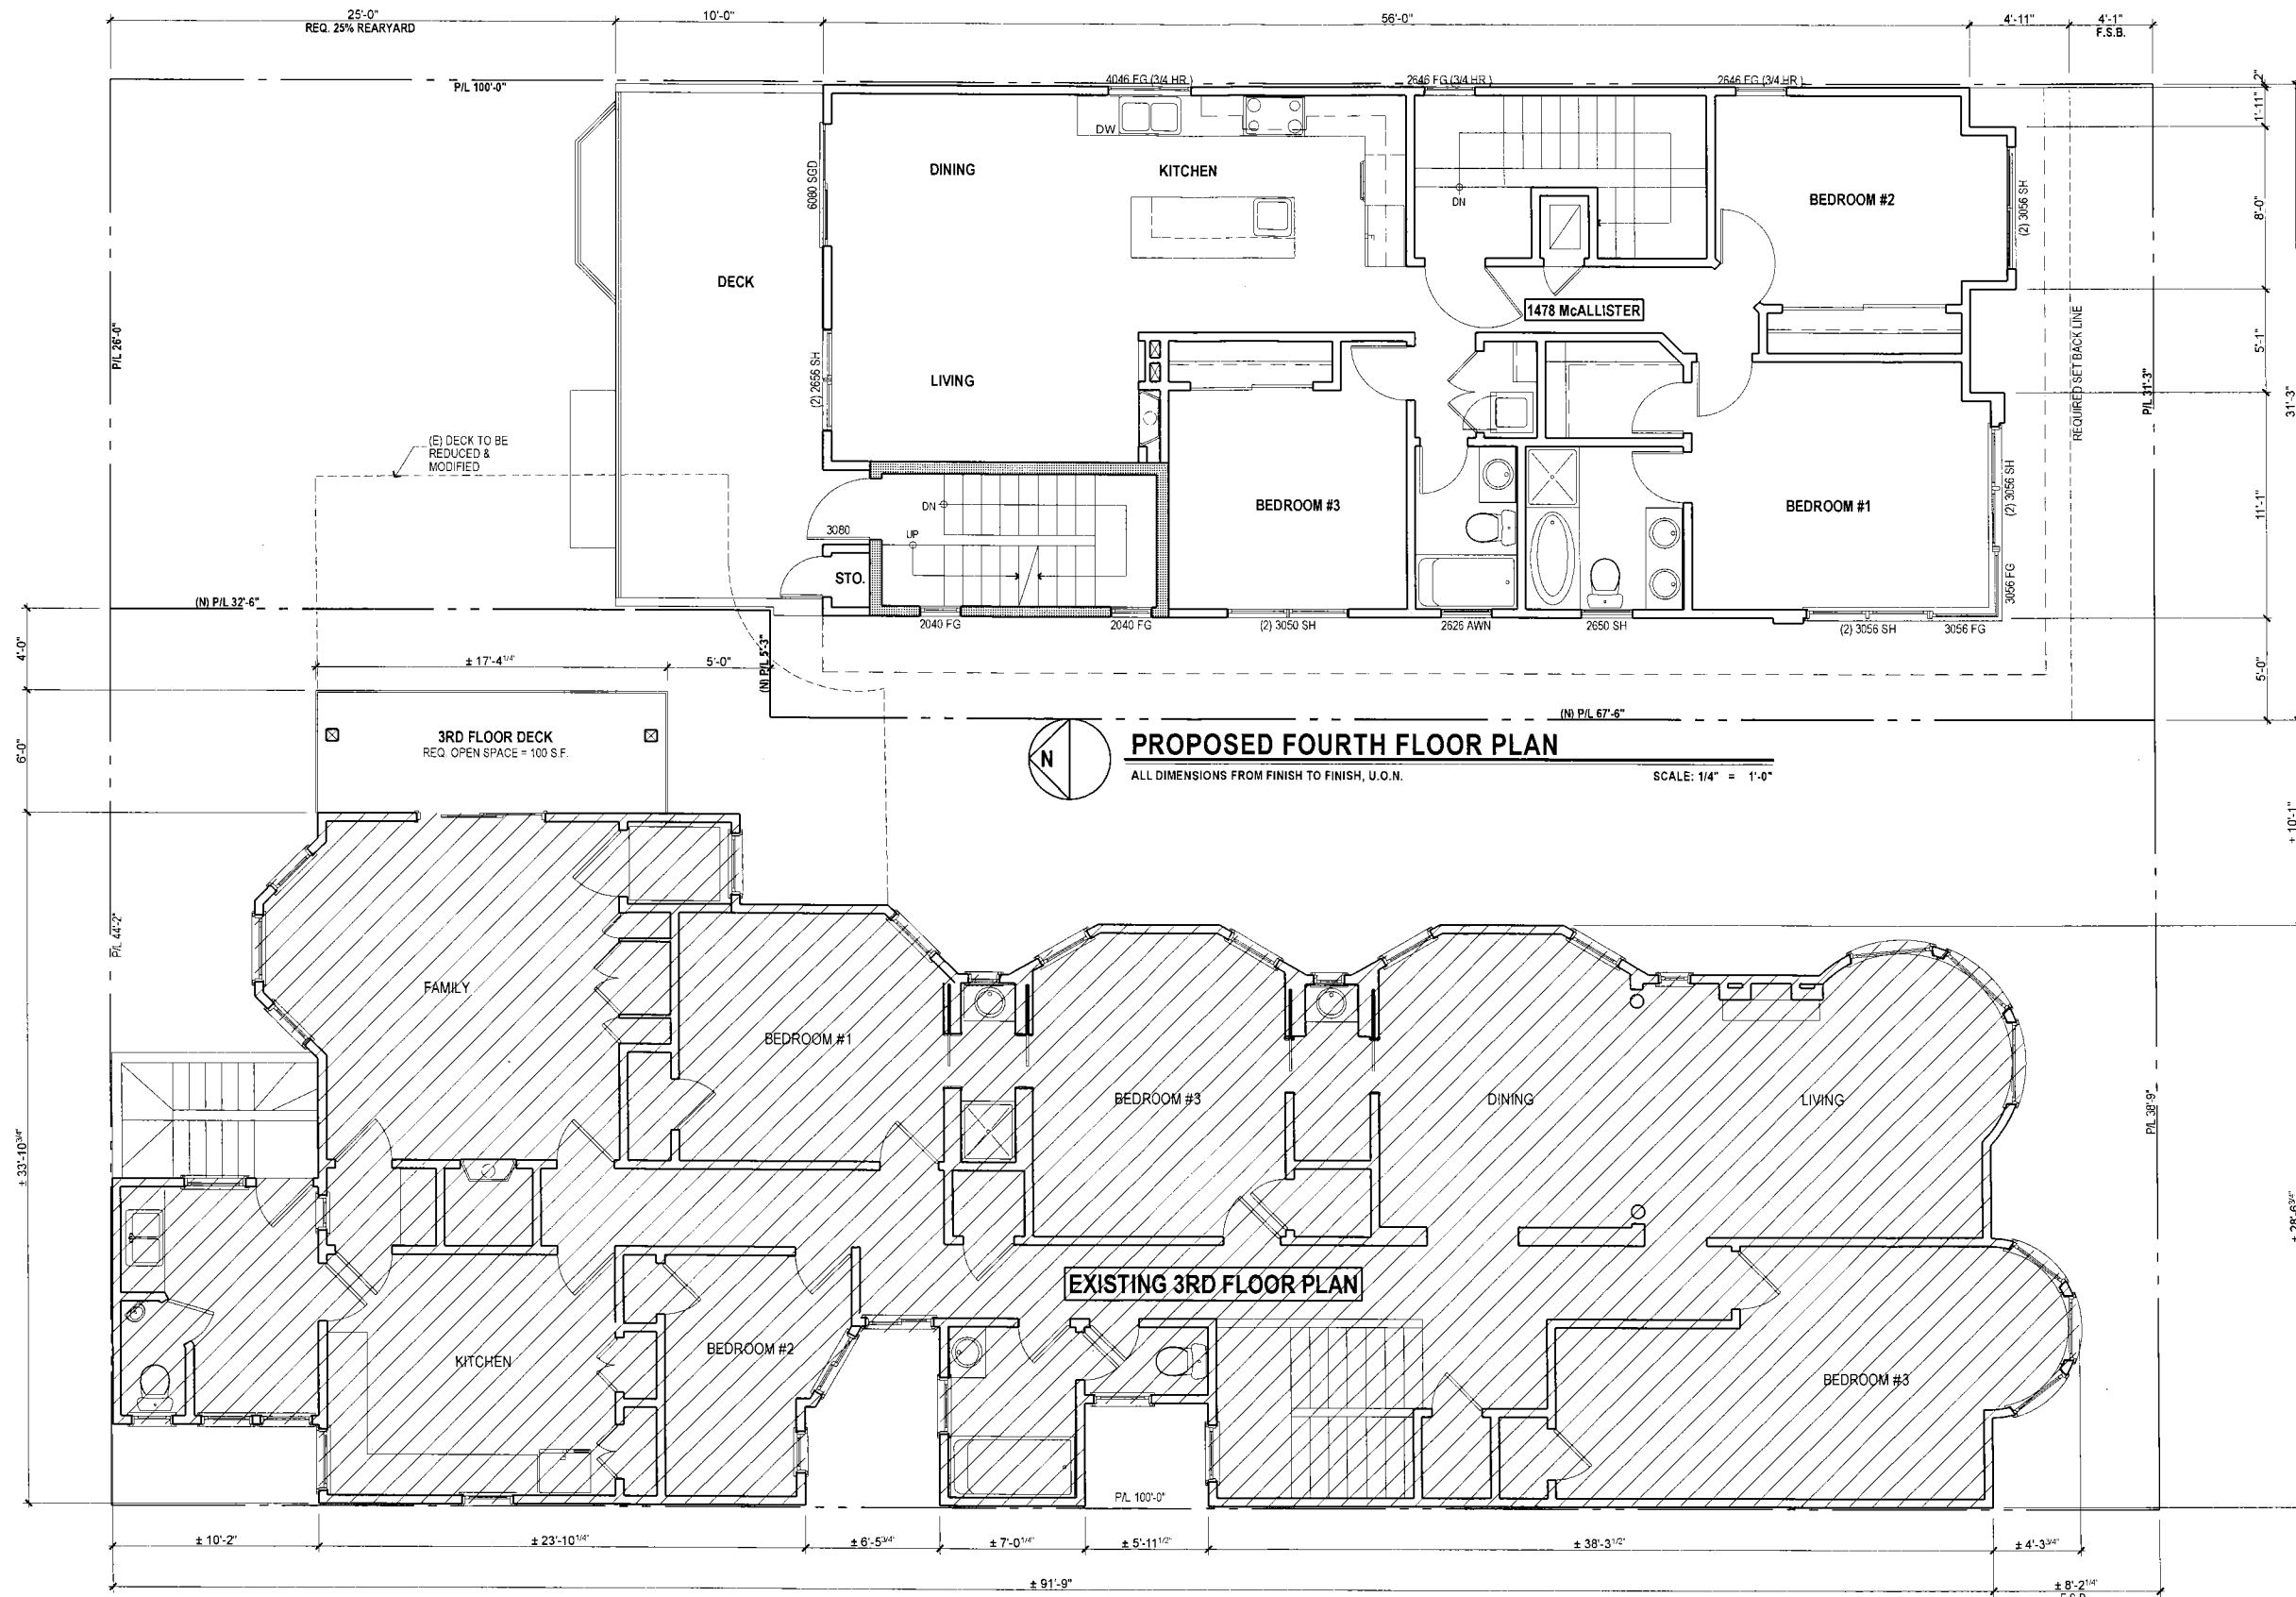 25'-0"
REQ. 25% REARYARD
10'-0"
56'-0"
4'-11"
4'-1"
F.S.B.
P/L 100'-0"
4046 FG (3/4 HR.)
2646 FG (3/4 HR.)
2646 FG (3/4 HR.)
2"
1'-11"
DW
DINING
KITCHEN
6080 SGD
DN
BEDROOM #2
(2) 3056 SH
8'-0"
DECK
1478 McALLISTER
P/L 26'-0"
REQUIRED SET BACK LINE
5'-1"
P/L 31'-3"
31'-3"
LIVING
(2) 2656 SH
(E) DECK TO BE
REDUCED &
MODIFIED
DN
UP
3080
STO.
BEDROOM #3
BEDROOM #1
(2) 3056 SH
11'-1"
3056 FG
(N) P/L 32'-6"
2040 FG
2040 FG
(2) 3050 SH
2626 AWN
2650 SH
(2) 3056 SH
3056 FG
4'-0"
± 17'-4 1/4"
5'-0"
(N) P/L 5'-3"
5'-0"
(N) P/L 67'-6"
6'-0"
3RD FLOOR DECK
REQ. OPEN SPACE = 100 S.F.
N
PROPOSED FOURTH FLOOR PLAN
ALL DIMENSIONS FROM FINISH TO FINISH, U.O.N.
SCALE: 1/4" = 1'-0"
± 10'-1"
P/L 44'-2"
FAMILY
BEDROOM #1
BEDROOM #3
DINING
LIVING
P/L 38'-9"
± 33'-10 3/4"
± 28'-6 3/4"
EXISTING 3RD FLOOR PLAN
KITCHEN
BEDROOM #2
BEDROOM #3
P/L 100'-0"
± 10'-2"
± 23'-10 1/4"
± 6'-5 3/4"
± 7'-0 1/4"
± 5'-11 1/2"
± 38'-3 1/2"
± 4'-3 3/4"
± 91'-9"
± 8'-2 1/4"
F.S.B.